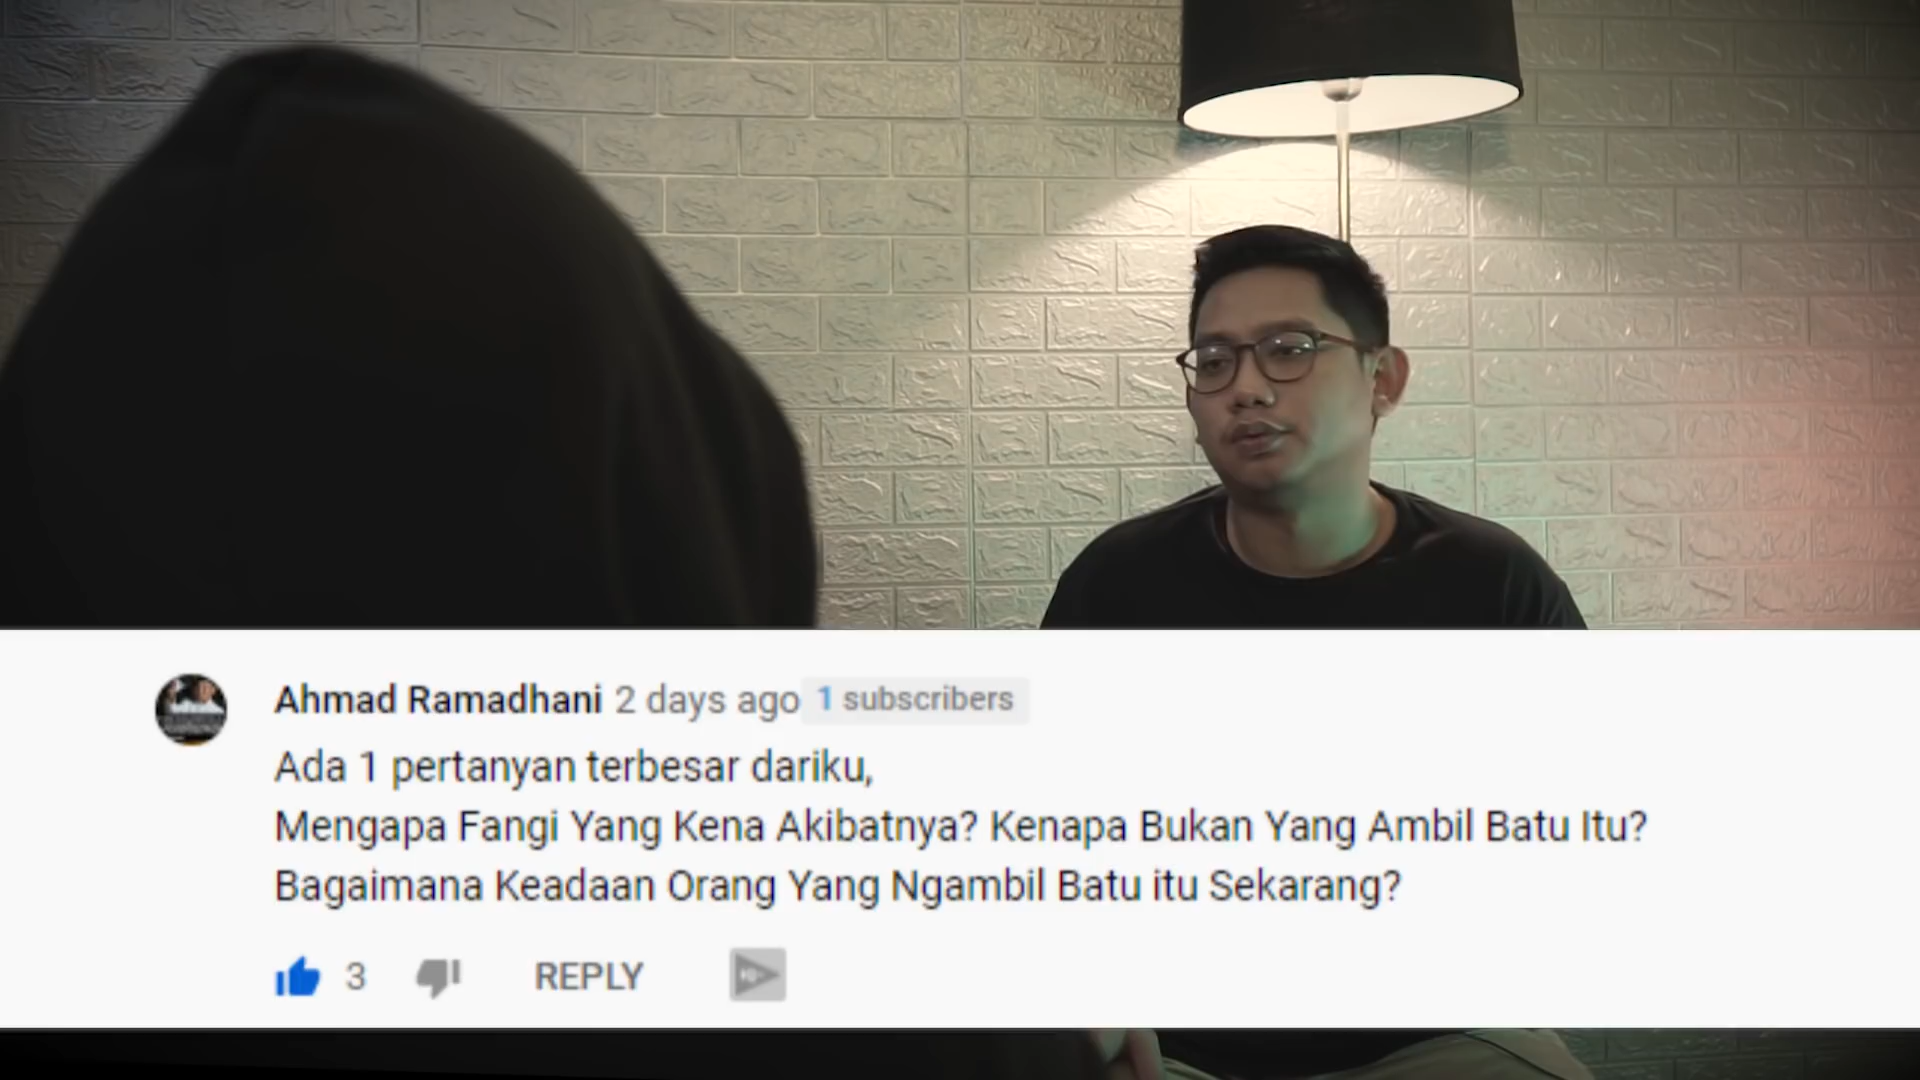 Ahmad Ramadhani 2 days ago 1 subscribers
Ada 1 pertanyan terbesar dariku,
Mengapa Fangi Yang Kena Akibatnya? Kenapa Bukan Yang Ambil Batu Itu?
Bagaimana Keadaan Orang Yang Ngambil Batu itu Sekarang?
3 REPLY